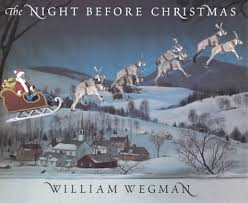 The NIGHT BEFORE CHRISTMAS
WILLIAM WEGMAN